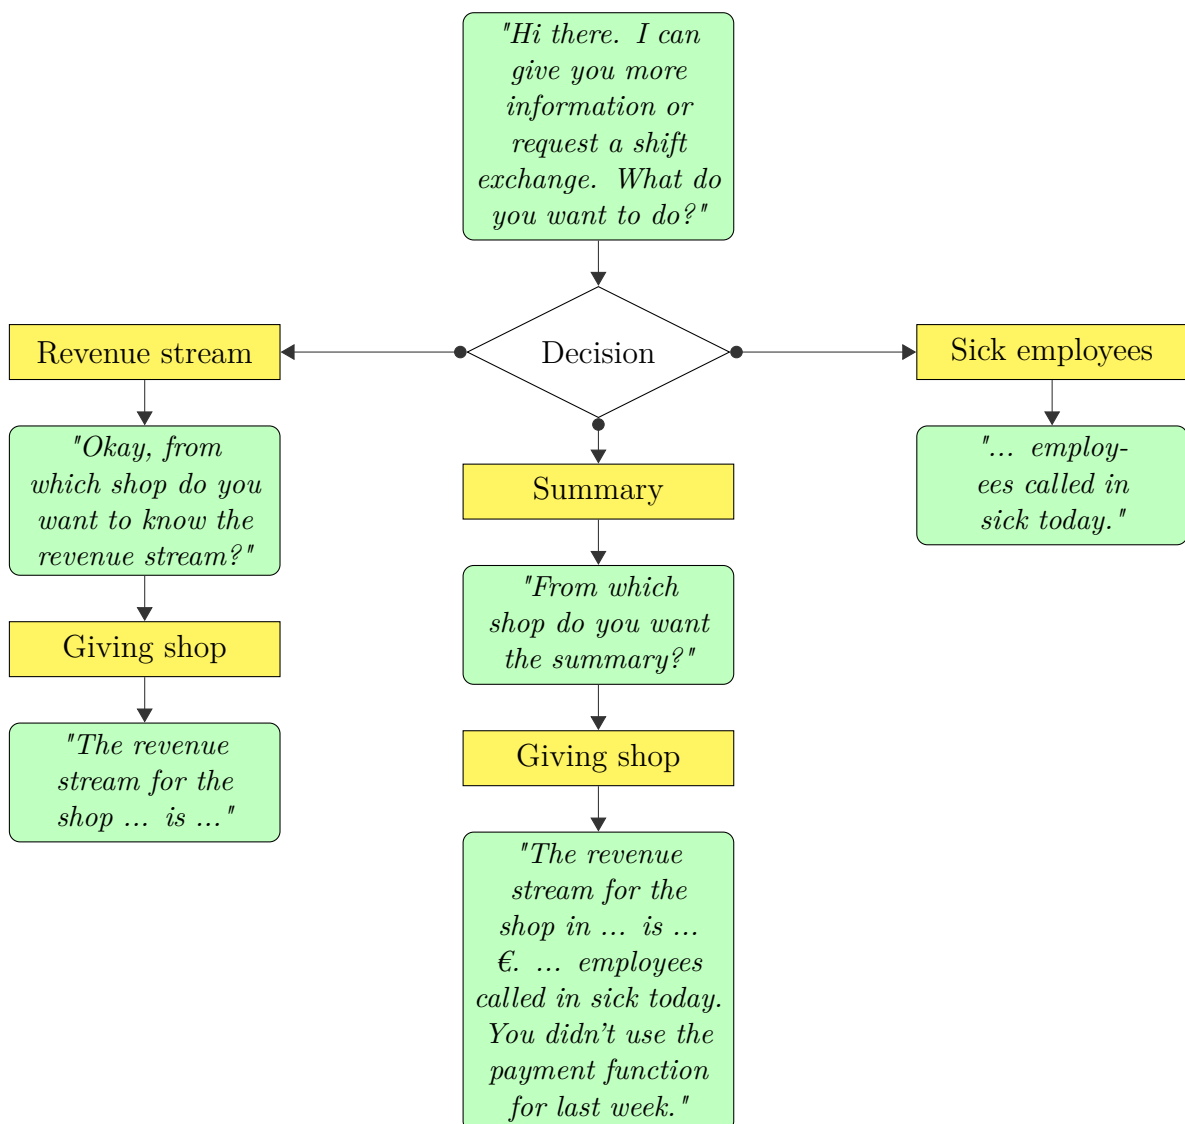 "Hi there. I can
give you more
information or
request a shift
exchange. What do
you want to do?"
Decision
Revenue stream
"Okay, from
which shop do you
want to know the
revenue stream?"
Giving shop
"The revenue
stream for the
shop ... is ..."
Summary
"From which
shop do you want
the summary?"
Giving shop
"The revenue
stream for the
shop in ... is ...
€. ... employees
called in sick today.
You didn't use the
payment function
for last week."
Sick employees
"... employ-
ees called in
sick today."